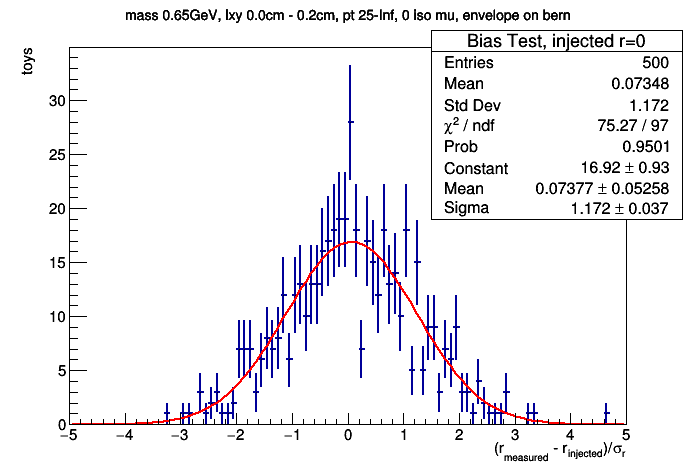 mass 0.65GeV, lxy 0.0cm - 0.2cm, pt 25-Inf, 0 iso mu, envelope on bern
Bias Test, injected r=0
Entries 500
Mean 0.07348
Std Dev 1.172
χ² / ndf 75.27 / 97
Prob 0.9501
Constant 16.92 ± 0.93
Mean 0.07377 ± 0.05258
Sigma 1.172 ± 0.037
toys
30
25
20
15
10
5
0
−5 −4 −3 −2 −1 0 1 2 3 4 5
(r_measured - r_injected)/σ_r